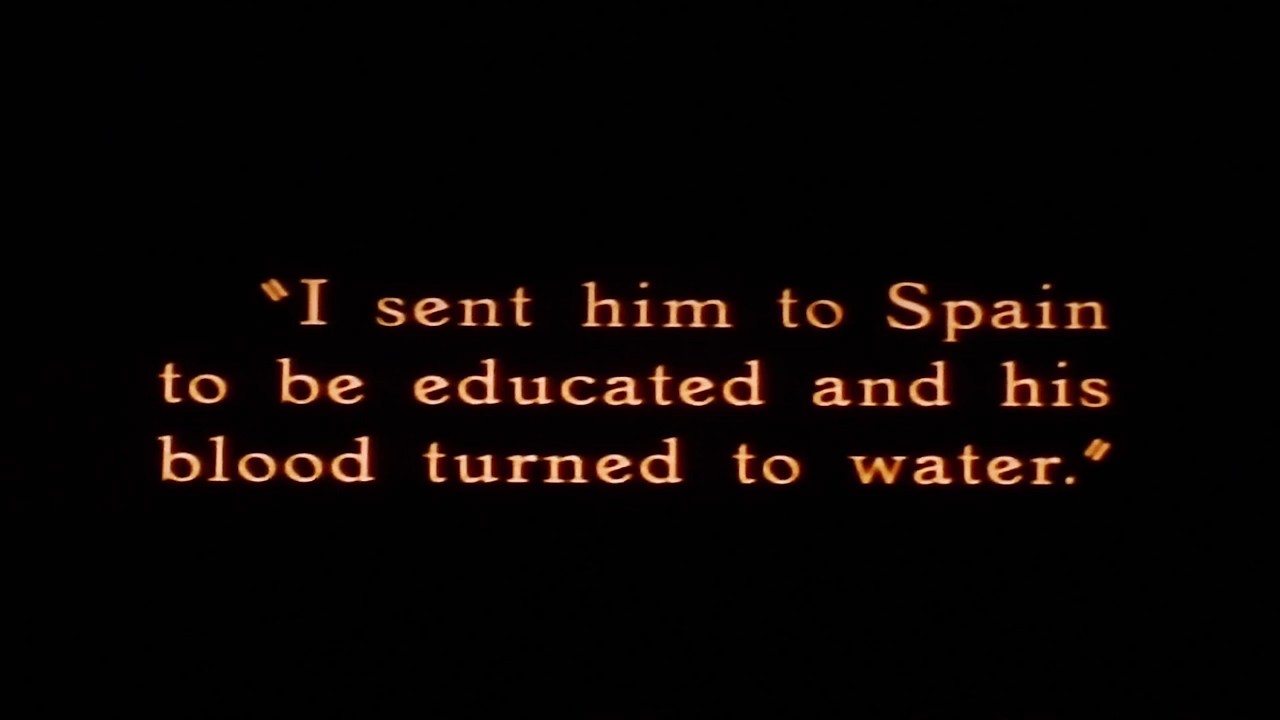 "I sent him to Spain
to be educated and his
blood turned to water."